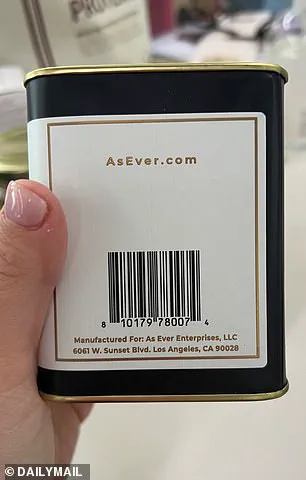 AsEver.com
8 10179 78007 4
Manufactured For: As Ever Enterprises, LLC
6061 W. Sunset Blvd. Los Angeles, CA 90028
© DAILYMAIL